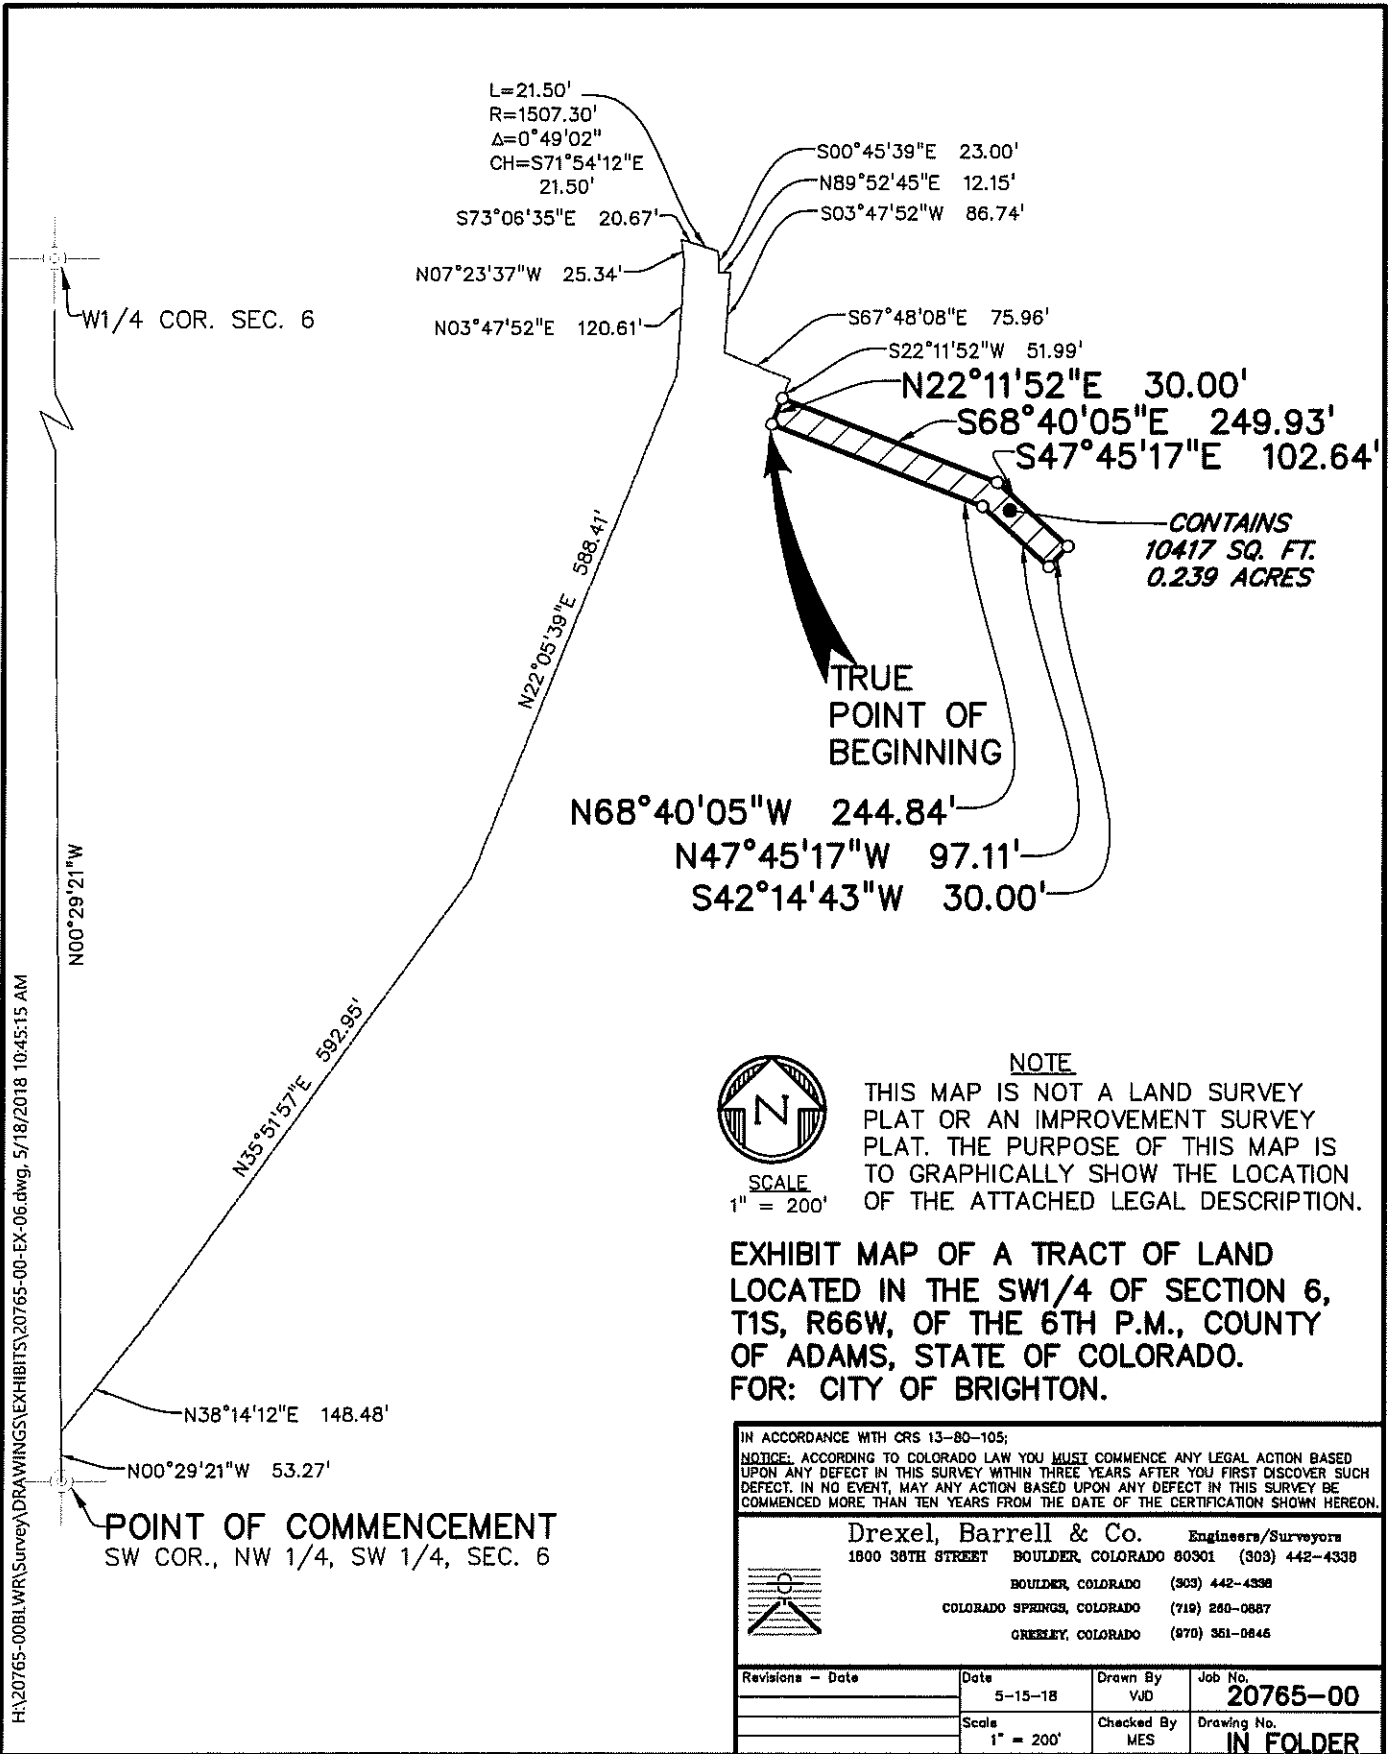 L=21.50'
R=1507.30'
Δ=0°49'02"
CH=S71°54'12"E
21.50'
S73°06'35"E 20.67'
N07°23'37"W 25.34'
N03°47'52"E 120.61'
S00°45'39"E 23.00'
N89°52'45"E 12.15'
S03°47'52"W 86.74'
W1/4 COR. SEC. 6
S67°48'08"E 75.96'
S22°11'52"W 51.99'
N22°11'52"E 30.00'
S68°40'05"E 249.93'
S47°45'17"E 102.64'
CONTAINS
10417 SQ. FT.
0.239 ACRES
N22°05'39"E 588.41'
TRUE
POINT OF
BEGINNING
N68°40'05"W 244.84'
N47°45'17"W 97.11'
S42°14'43"W 30.00'
N00°29'21"W
N35°51'57"E 592.95'
N38°14'12"E 148.48'
N00°29'21"W 53.27'
POINT OF COMMENCEMENT
SW COR., NW 1/4, SW 1/4, SEC. 6
H:\20765-00BLWR\Survey\DRAWINGS\EXHIBITS\20765-00-EX-06.dwg, 5/18/2018 10:45:15 AM
N
SCALE
1" = 200'
NOTE
THIS MAP IS NOT A LAND SURVEY
PLAT OR AN IMPROVEMENT SURVEY
PLAT. THE PURPOSE OF THIS MAP IS
TO GRAPHICALLY SHOW THE LOCATION
OF THE ATTACHED LEGAL DESCRIPTION.
EXHIBIT MAP OF A TRACT OF LAND
LOCATED IN THE SW1/4 OF SECTION 6,
T1S, R66W, OF THE 6TH P.M., COUNTY
OF ADAMS, STATE OF COLORADO.
FOR: CITY OF BRIGHTON.
IN ACCORDANCE WITH CRS 13-80-105;
NOTICE: ACCORDING TO COLORADO LAW YOU MUST COMMENCE ANY LEGAL ACTION BASED
UPON ANY DEFECT IN THIS SURVEY WITHIN THREE YEARS AFTER YOU FIRST DISCOVER SUCH
DEFECT. IN NO EVENT, MAY ANY ACTION BASED UPON ANY DEFECT IN THIS SURVEY BE
COMMENCED MORE THAN TEN YEARS FROM THE DATE OF THE CERTIFICATION SHOWN HEREON.
Drexel, Barrell & Co. Engineers/Surveyors
1800 38TH STREET BOULDER, COLORADO 80301 (303) 442-4338
BOULDER, COLORADO (303) 442-4338
COLORADO SPRINGS, COLORADO (719) 260-0887
GREELEY, COLORADO (970) 351-0645
Revisions - Date
Date
5-15-18
Drawn By
VJD
Job No.
20765-00
Scale
1" = 200'
Checked By
MES
Drawing No.
IN FOLDER